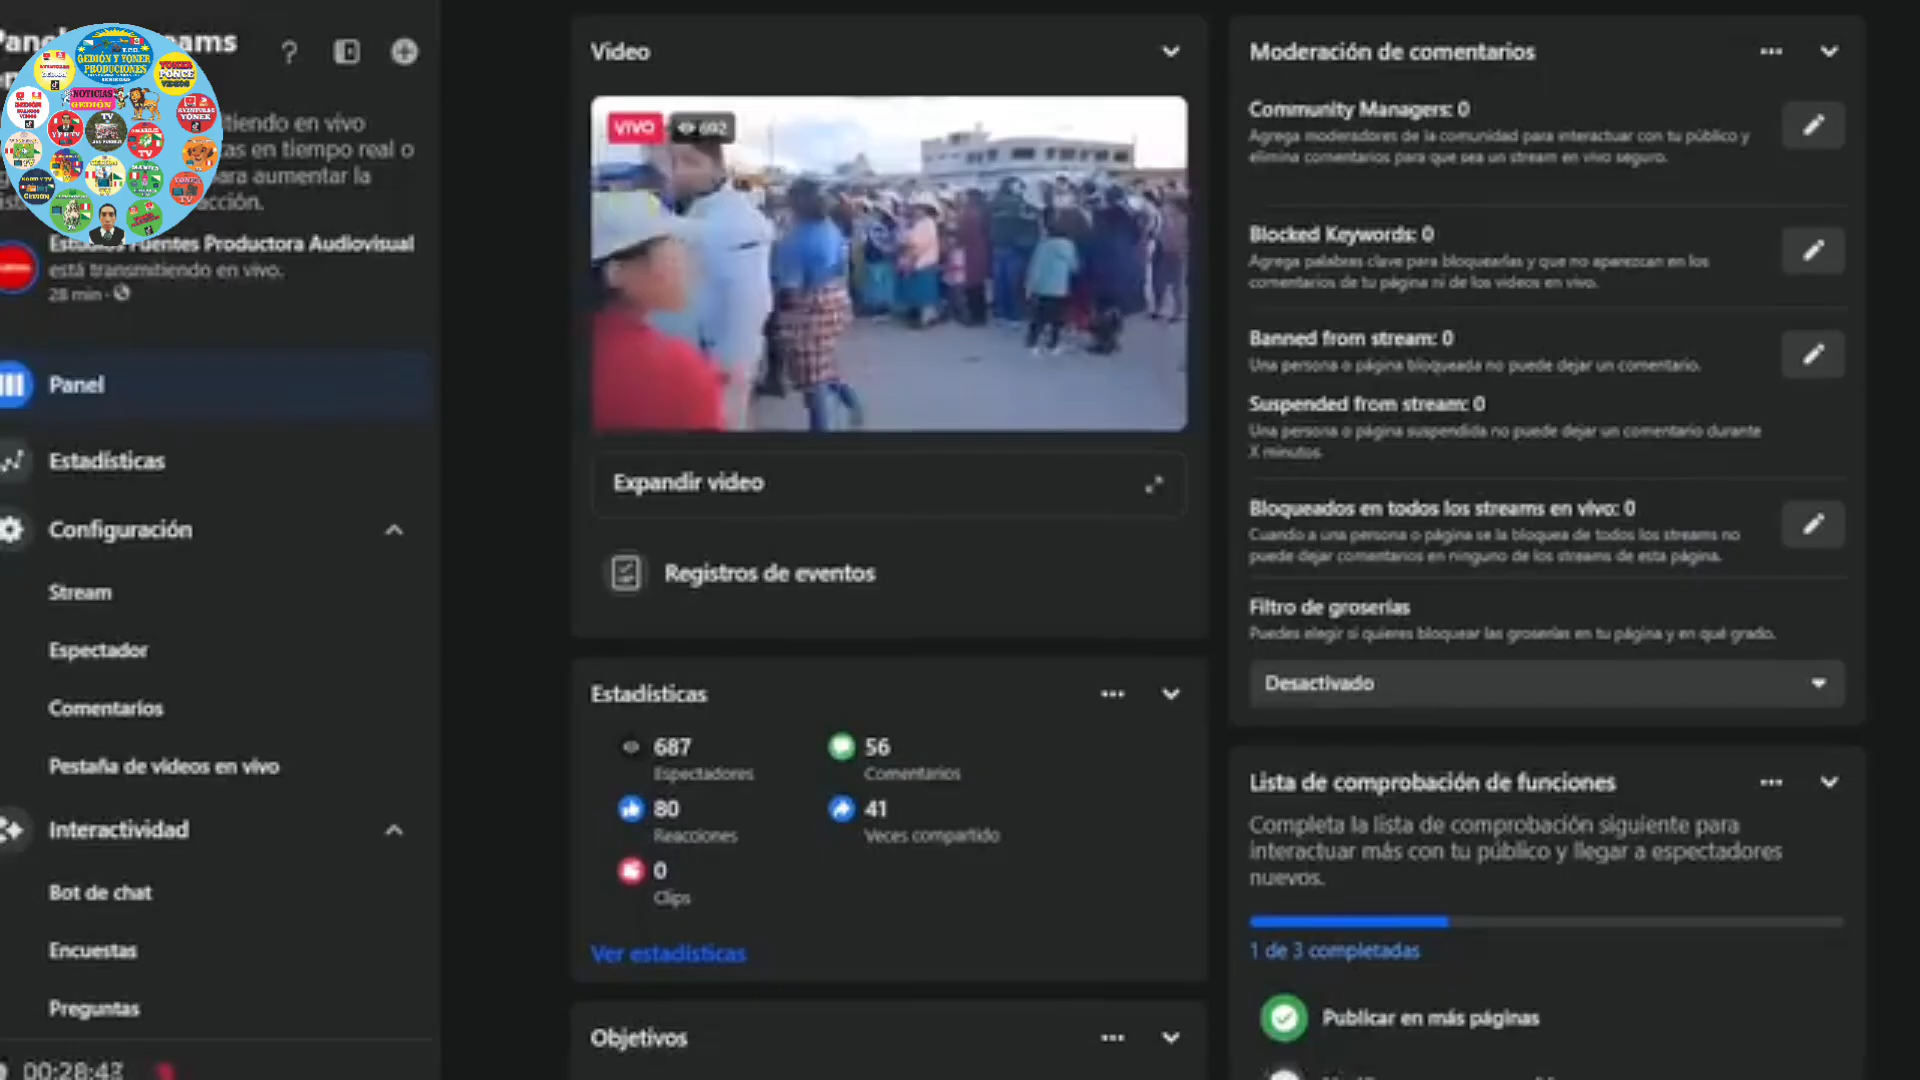 GEDIÓN Y YONER
PRODUCIONES
YONER
PONCE
VIDEOS
NOTICIAS
GEDIÓN
tiendo en vivo
tas en tiempo real o
ara aumentar la
cción.
Fuentes Productora Audiovisual
está transmitiendo en vivo.
28 min
Panel
Estadísticas
Configuración
Stream
Espectador
Comentarios
Pestaña de videos en vivo
Interactividad
Bot de chat
Encuestas
Preguntas
Video
VIVO 692
Expandir video
Registros de eventos
Estadísticas
687
Espectadores
56
Comentarios
80
Reacciones
41
Veces compartido
0
Clips
Ver estadísticas
Objetivos
Moderación de comentarios
Community Managers: 0
Agrega moderadores de la comunidad para interactuar con tu público y
elimina comentarios para que sea un stream en vivo seguro.
Blocked Keywords: 0
Agrega palabras clave para bloquearlas y que no aparezcan en los
comentarios de tu página ni de los videos en vivo.
Banned from stream: 0
Una persona o página bloqueada no puede dejar un comentario.
Suspended from stream: 0
Una persona o página suspendida no puede dejar un comentario durante
X minutos.
Bloqueados en todos los streams en vivo: 0
Cuando a una persona o página se la bloquea de todos los streams no
puede dejar comentarios en ninguno de los streams de esta página.
Filtro de groserías
Puedes elegir si quieres bloquear las groserías en tu página y en qué grado.
Desactivado
Lista de comprobación de funciones
Completa la lista de comprobación siguiente para
interactuar más con tu público y llegar a espectadores
nuevos.
1 de 3 completadas
Publicar en más páginas